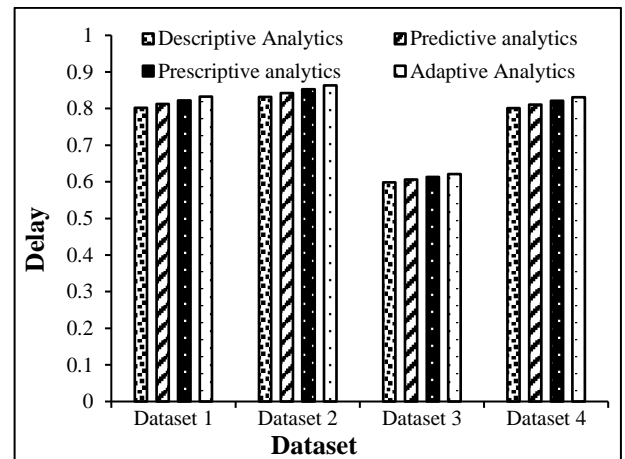 Descriptive Analytics Predictive analytics
Prescriptive analytics Adaptive Analytics
1
0.9
0.8
0.7
0.6
0.5
0.4
0.3
0.2
0.1
0
Delay
Dataset 1 Dataset 2 Dataset 3 Dataset 4
Dataset